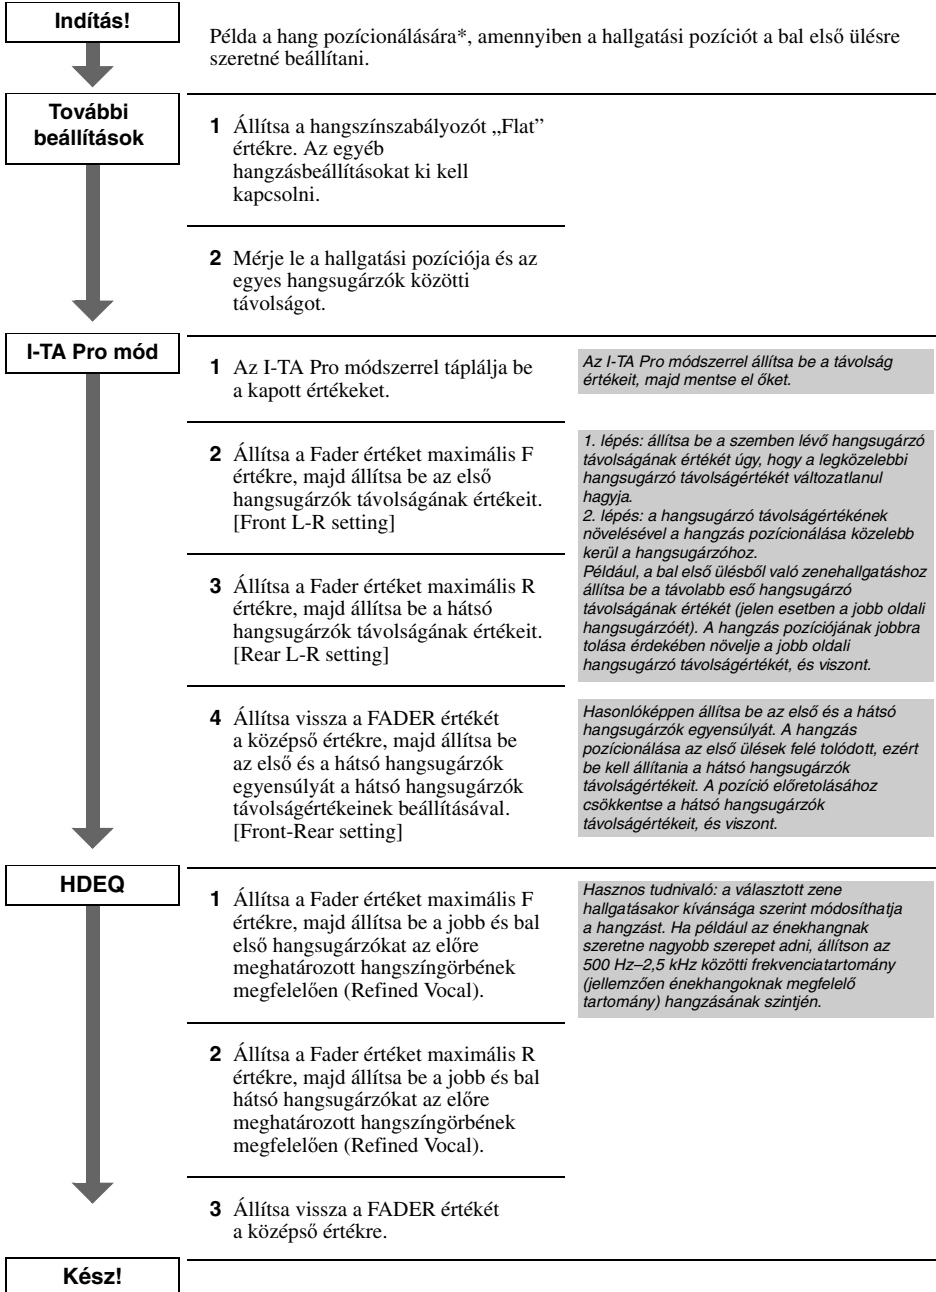 Indítás!
Példa a hang pozícionálására*, amennyiben a hallgatási pozíciót a bal első ülésre
szeretné beállítani.
További
beállítások
1 Állítsa a hangszínszabályozót „Flat”
értékre. Az egyéb
hangzásbeállításokat ki kell
kapcsolni.
2 Mérje le a hallgatási pozíciója és az
egyes hangsugárzók közötti
távolságot.
I-TA Pro mód
1 Az I-TA Pro módszerrel táplálja be
a kapott értékeket.
Az I-TA Pro módszerrel állítsa be a távolság
értékeit, majd mentse el őket.
2 Állítsa a Fader értéket maximális F
értékre, majd állítsa be az első
hangsugárzók távolságának értékeit.
[Front L-R setting]
3 Állítsa a Fader értéket maximális R
értékre, majd állítsa be a hátsó
hangsugárzók távolságának értékeit.
[Rear L-R setting]
1. lépés: állítsa be a szemben lévő hangsugárzó
távolságának értékét úgy, hogy a legközelebbi
hangsugárzó távolságértékét változatlanul
hagyja.
2. lépés: a hangsugárzó távolságértékének
növelésével a hangzás pozícionálása közelebb
kerül a hangsugárzóhoz.
Például, a bal első ülésből való zenehallgatáshoz
állítsa be a távolabb eső hangsugárzó
távolságának értékét (jelen esetben a jobb oldali
hangsugárzóét). A hangzás pozíciójának jobbra
tolása érdekében növelje a jobb oldali
hangsugárzó távolságértékét, és viszont.
4 Állítsa vissza a FADER értékét
a középső értékre, majd állítsa be
az első és a hátsó hangsugárzók
egyensúlyát a hátsó hangsugárzók
távolságértékeinek beállításával.
[Front-Rear setting]
Hasonlóképpen állítsa be az első és a hátsó
hangsugárzók egyensúlyát. A hangzás
pozícionálása az első ülések felé tolódott, ezért
be kell állítania a hátsó hangsugárzók
távolságértékeit. A pozíció előretolásához
csökkentse a hátsó hangsugárzók
távolságértékeit, és viszont.
HDEQ
1 Állítsa a Fader értéket maximális F
értékre, majd állítsa be a jobb és bal
első hangsugárzókat az előre
meghatározott hangszíngörbének
megfelelően (Refined Vocal).
Hasznos tudnivaló: a választott zene
hallgatásakor kívánsága szerint módosíthatja
a hangzást. Ha például az énekhangnak
szeretne nagyobb szerepet adni, állítson az
500 Hz–2,5 kHz közötti frekvenciatartomány
(jellemzően énekhangoknak megfelelő
tartomány) hangzásának szintjén.
2 Állítsa a Fader értéket maximális R
értékre, majd állítsa be a jobb és bal
hátsó hangsugárzókat az előre
meghatározott hangszíngörbének
megfelelően (Refined Vocal).
3 Állítsa vissza a FADER értékét
a középső értékre.
Kész!